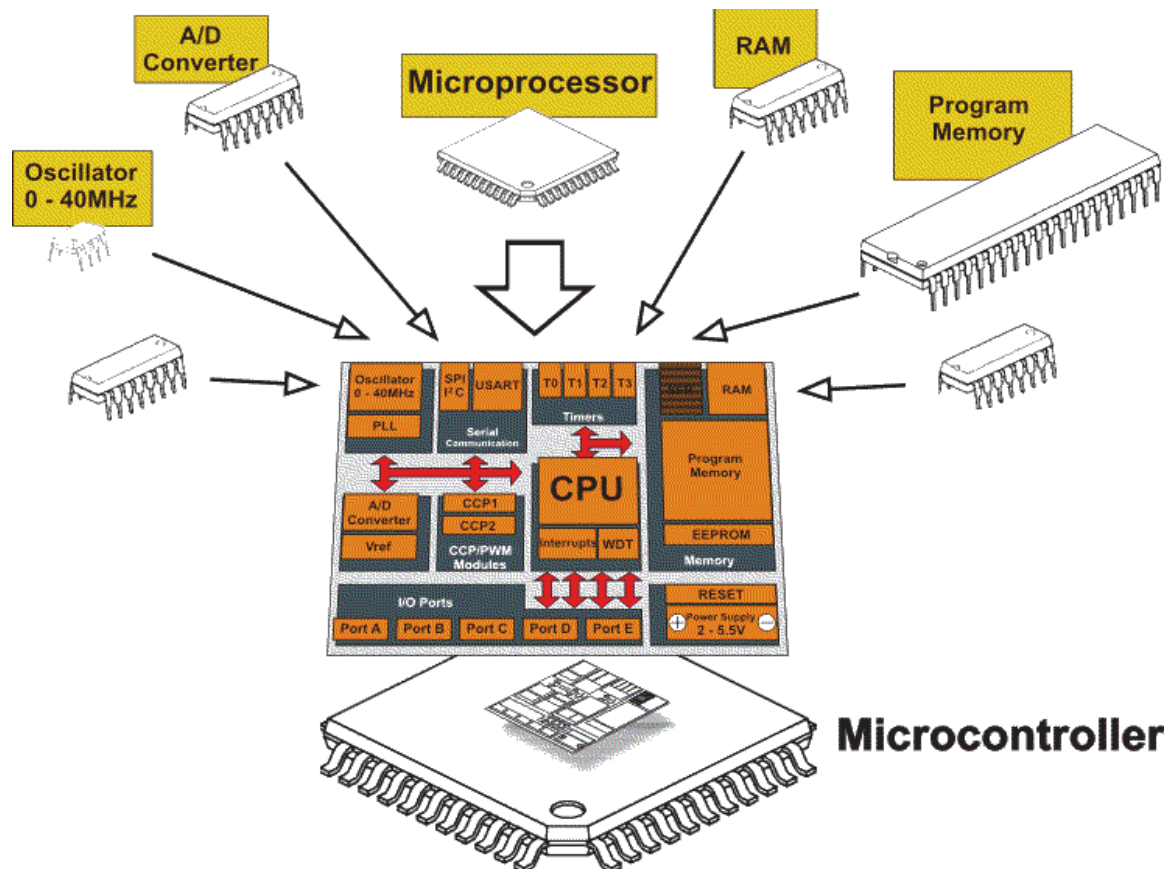 A/D
Converter
Microprocessor
RAM
Program
Memory
Oscillator
0 - 40MHz
Oscillator
0 - 40MHz
PLL
SPI
I²C
USART
Serial
Communication
T0
T1
T2
T3
Timers
RAM
Program
Memory
EEPROM
Memory
A/D
Converter
Vref
CCP1
CCP2
CCP/PWM
Modules
CPU
Interrupts
WDT
I/O Ports
Port A
Port B
Port C
Port D
Port E
RESET
Power Supply
2 - 5.5V
Microcontroller